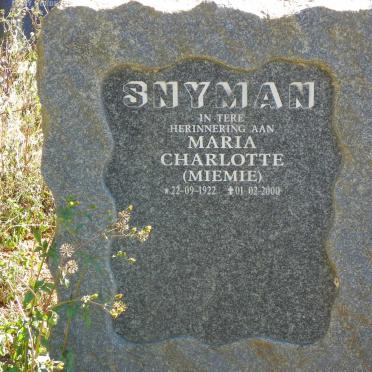 SNYMAN
IN TERE
HERINNERING AAN
MARIA
CHARLOTTE
(MIEMIE)
* 22-09-1922 ✝ 01-02-2000